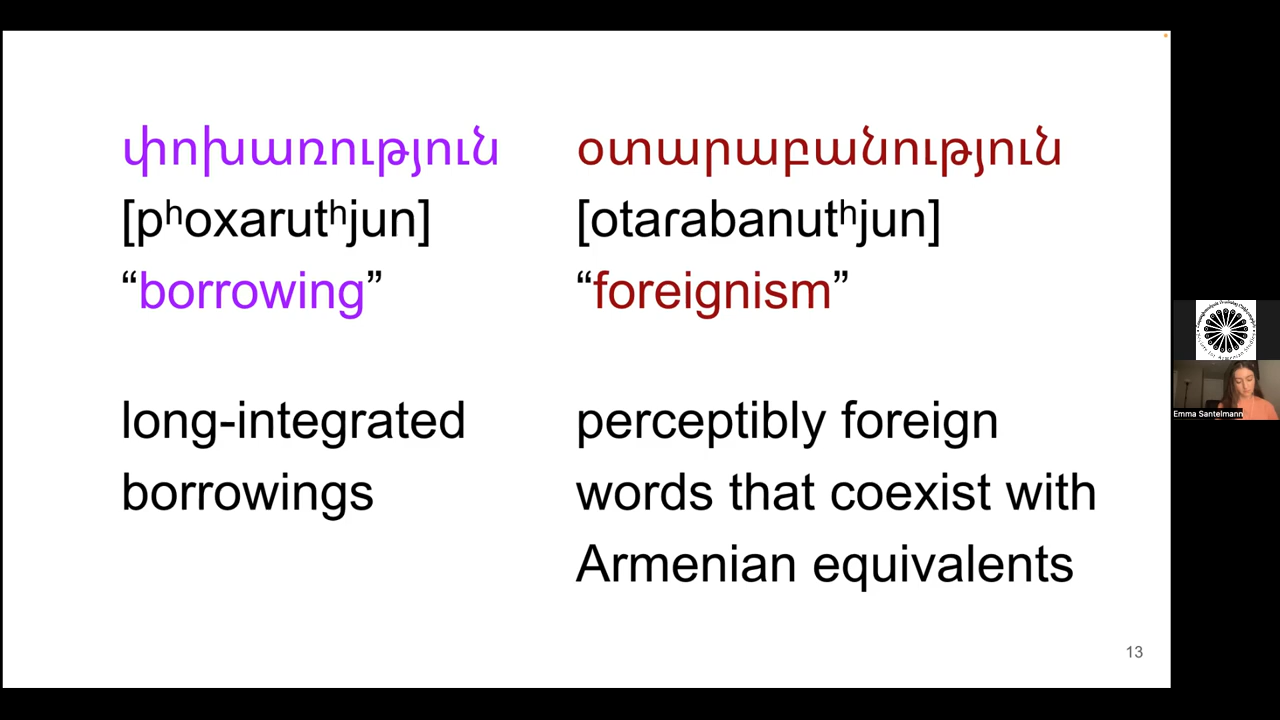 փոխառություն
[pʰoxarutʰjun]
“borrowing”
long-integrated
borrowings
օտարաբանություն
[otaɾabanutʰjun]
“foreignism”
perceptibly foreign
words that coexist with
Armenian equivalents
13
Emma Santelmann